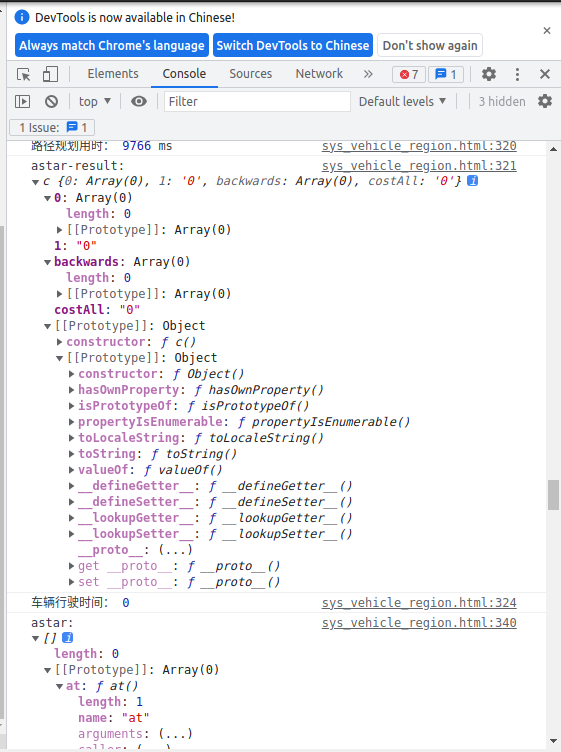 DevTools is now available in Chinese!
Always match Chrome's language Switch DevTools to Chinese Don't show again
Elements Console Sources Network 7 1
top Filter Default levels 3 hidden
1 Issue: 1
路径规划用时: 9766 ms sys_vehicle_region.html:320
astar-result: sys_vehicle_region.html:321
c {0: Array(0), 1: '0', backwards: Array(0), costAll: '0'}
0: Array(0)
length: 0
[[Prototype]]: Array(0)
1: "0"
backwards: Array(0)
length: 0
[[Prototype]]: Array(0)
costAll: "0"
[[Prototype]]: Object
constructor: ƒ c()
[[Prototype]]: Object
constructor: ƒ Object()
hasOwnProperty: ƒ hasOwnProperty()
isPrototypeOf: ƒ isPrototypeOf()
propertyIsEnumerable: ƒ propertyIsEnumerable()
toLocaleString: ƒ toLocaleString()
toString: ƒ toString()
valueOf: ƒ valueOf()
__defineGetter__: ƒ __defineGetter__()
__defineSetter__: ƒ __defineSetter__()
__lookupGetter__: ƒ __lookupGetter__()
__lookupSetter__: ƒ __lookupSetter__()
__proto__: (...)
get __proto__: ƒ __proto__()
set __proto__: ƒ __proto__()
车辆行驶时间: 0 sys_vehicle_region.html:324
astar: sys_vehicle_region.html:340
[]
length: 0
[[Prototype]]: Array(0)
at: ƒ at()
length: 1
name: "at"
arguments: (...)
caller: (...)